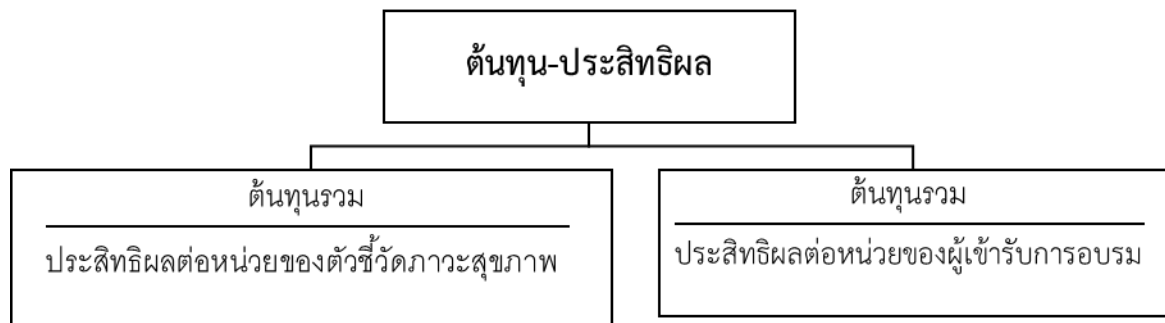 ต้นทุน-ประสิทธิผล
ต้นทุนรวม
ประสิทธิผลต่อหน่วยของตัวชี้วัดภาวะสุขภาพ
ต้นทุนรวม
ประสิทธิผลต่อหน่วยของผู้เข้ารับการอบรม